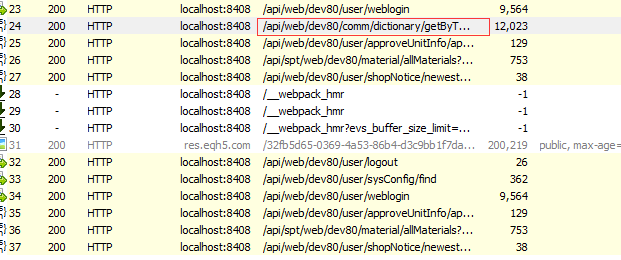 23 200 HTTP localhost:8408 /api/web/dev80/user/weblogin 9,564
24 200 HTTP localhost:8408 /api/web/dev80/comm/dictionary/getByT... 12,023
25 200 HTTP localhost:8408 /api/web/dev80/user/approveUnitInfo/ap... 129
26 200 HTTP localhost:8408 /api/spt/web/dev80/material/allMaterials?... 753
27 200 HTTP localhost:8408 /api/web/dev80/user/shopNotice/newest... 38
28 - HTTP localhost:8408 /__webpack_hmr -1
29 - HTTP localhost:8408 /__webpack_hmr -1
30 - HTTP localhost:8408 /__webpack_hmr?evs_buffer_size_limit=... -1
31 200 HTTP res.eqh5.com /32fb5d65-0369-4a53-86b4-d3c9bb1f7da... 200,219 public, max-age=
32 200 HTTP localhost:8408 /api/web/dev80/user/logout 26
33 200 HTTP localhost:8408 /api/web/dev80/user/sysConfig/find 362
34 200 HTTP localhost:8408 /api/web/dev80/user/weblogin 9,564
35 200 HTTP localhost:8408 /api/web/dev80/user/approveUnitInfo/ap... 129
36 200 HTTP localhost:8408 /api/spt/web/dev80/material/allMaterials?... 753
37 200 HTTP localhost:8408 /api/web/dev80/user/shopNotice/newest... 38